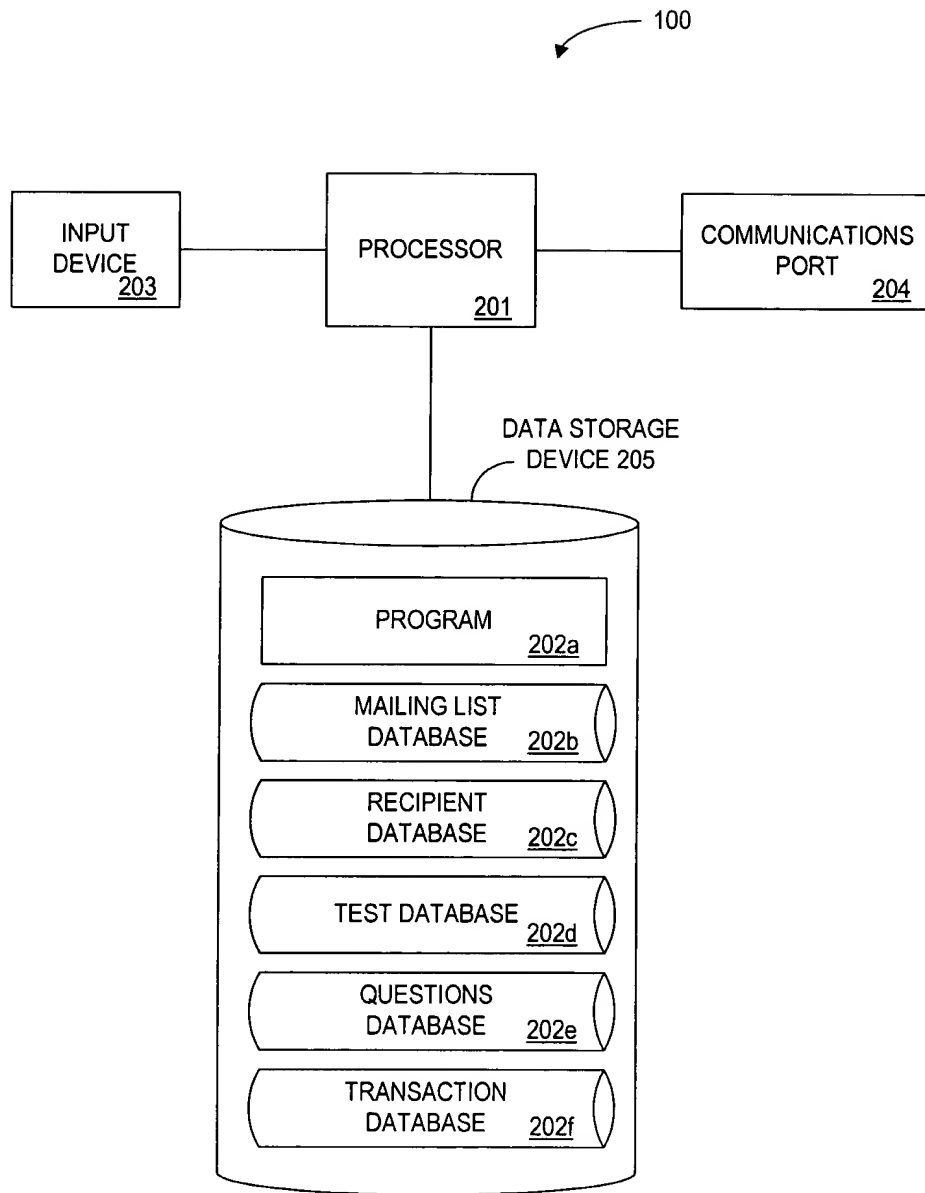 100
INPUT
DEVICE
203
PROCESSOR
201
COMMUNICATIONS
PORT
204
DATA STORAGE
DEVICE 205
PROGRAM
202a
MAILING LIST
DATABASE
202b
RECIPIENT
DATABASE
202c
TEST DATABASE
202d
QUESTIONS
DATABASE
202e
TRANSACTION
DATABASE
202f